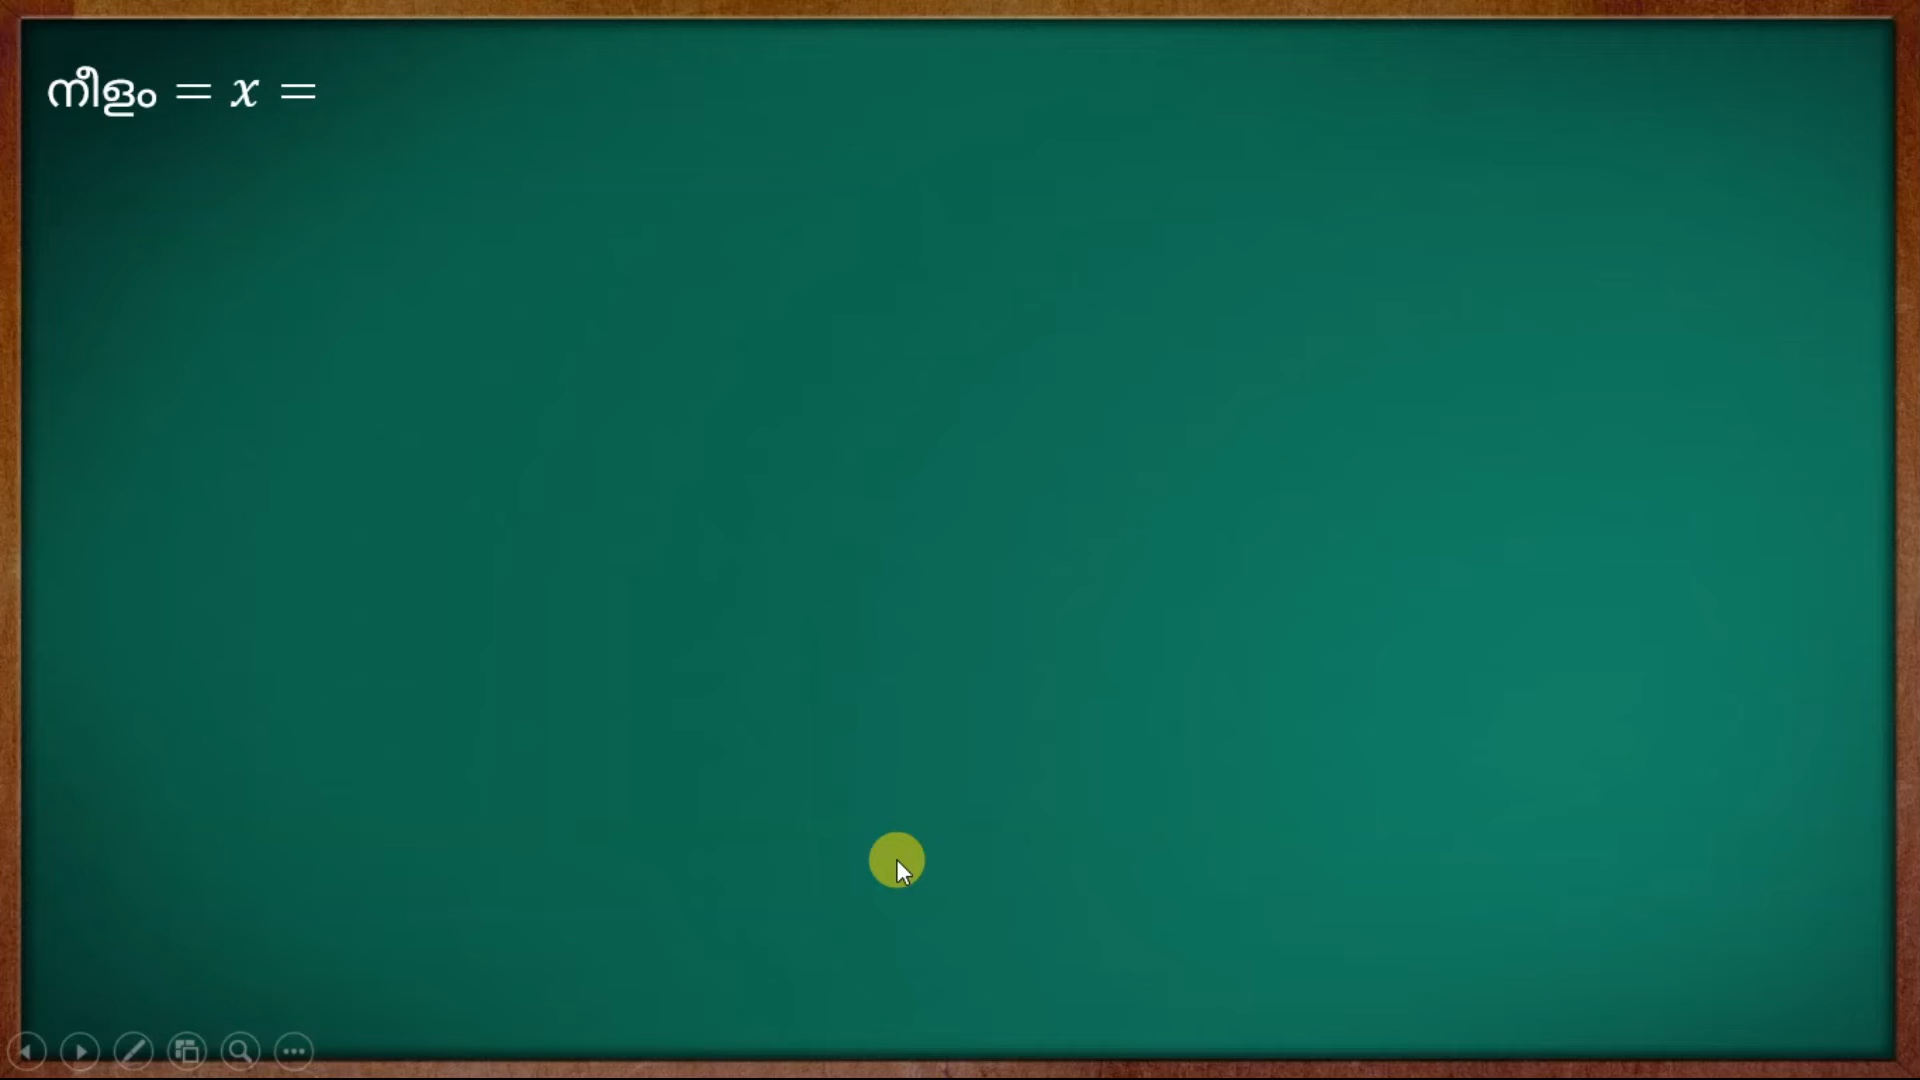 നീളം = x =